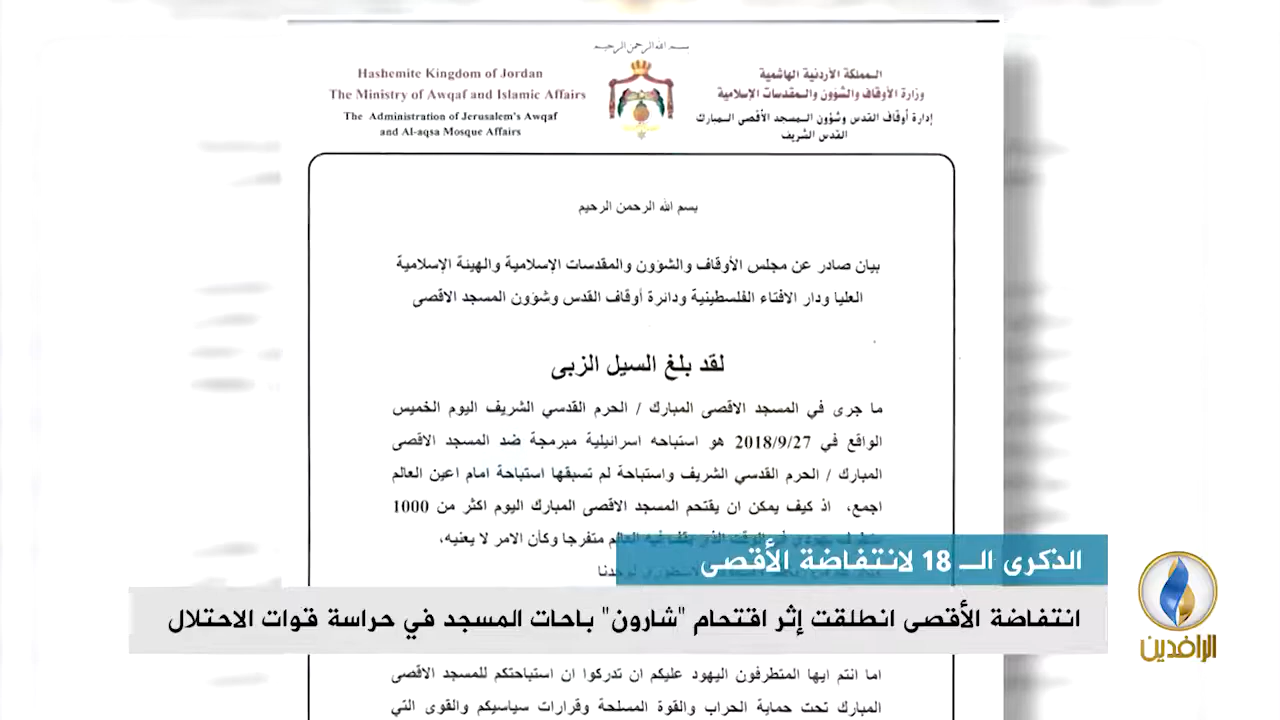 بسم الله الرحمن الرحيم
Hashemite Kingdom of Jordan
The Ministry of Awqaf and Islamic Affairs
The Administration of Jerusalem's Awqaf
and Al-aqsa Mosque Affairs
المملكة الأردنية الهاشمية
وزارة الأوقاف والشؤون والمقدسات الإسلامية
إدارة أوقاف القدس وشؤون المسجد الأقصى المبارك
القدس الشريف
بسم الله الرحمن الرحيم
بيان صادر عن مجلس الأوقاف والشؤون والمقدسات الإسلامية والهيئة الإسلامية
العليا ودار الافتاء الفلسطينية ودائرة أوقاف القدس وشؤون المسجد الاقصى
لقد بلغ السيل الزبى
ما جرى في المسجد الاقصى المبارك / الحرم القدسي الشريف اليوم الخميس
الواقع في 2018/9/27 هو استباحه اسرائيلية مبرمجة ضد المسجد الاقصى
المبارك / الحرم القدسي الشريف واستباحة لم تسبقها استباحة امام اعين العالم
اجمع، اذ كيف يمكن ان يقتحم المسجد الاقصى المبارك اليوم اكثر من 1000
متفرجا وكأن الامر لا يعنيه،
الذكرى الـ 18 لانتفاضة الأقصى
انتفاضة الأقصى انطلقت إثر اقتحام "شارون" باحات المسجد في حراسة قوات الاحتلال
الرافدين
اما انتم ايها المتطرفون اليهود عليكم ان تدركوا ان استباحتكم للمسجد الاقصى
المبارك تحت حماية الحراب والقوة المسلحة وقرارات سياسيكم والقوى التي